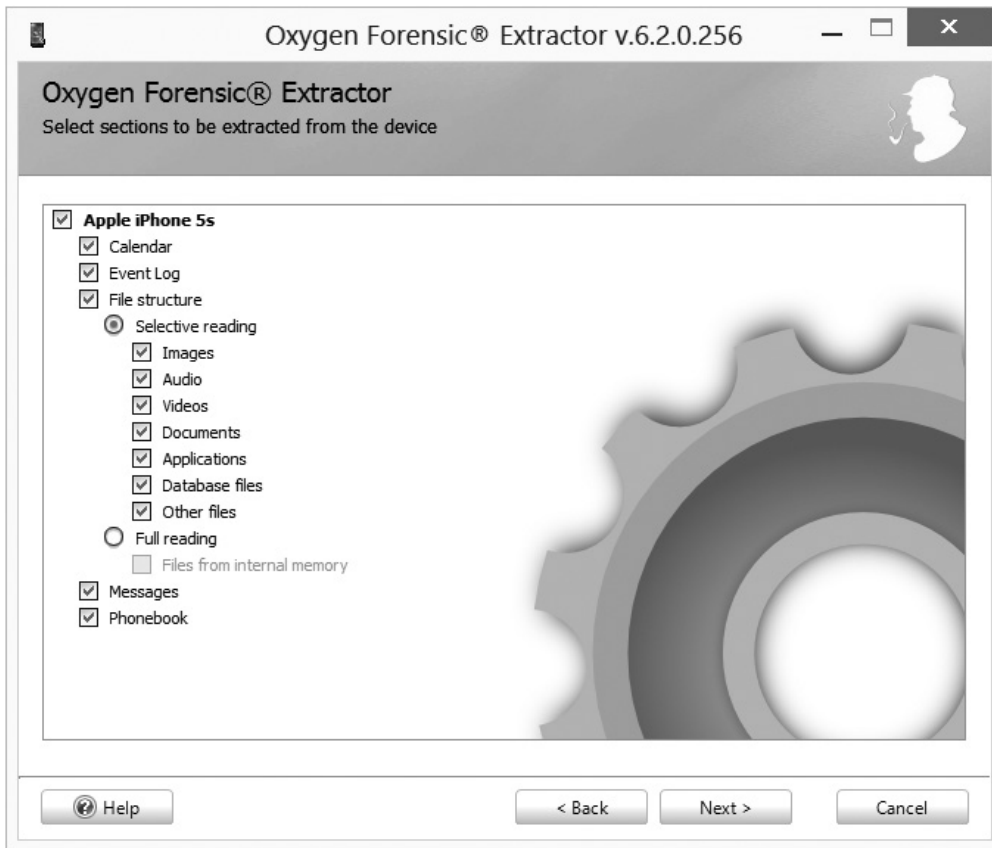 Oxygen Forensic® Extractor v.6.2.0.256
Oxygen Forensic® Extractor
Select sections to be extracted from the device
Apple iPhone 5s
Calendar
Event Log
File structure
Selective reading
Images
Audio
Videos
Documents
Applications
Database files
Other files
Full reading
Files from internal memory
Messages
Phonebook
Help
< Back
Next >
Cancel